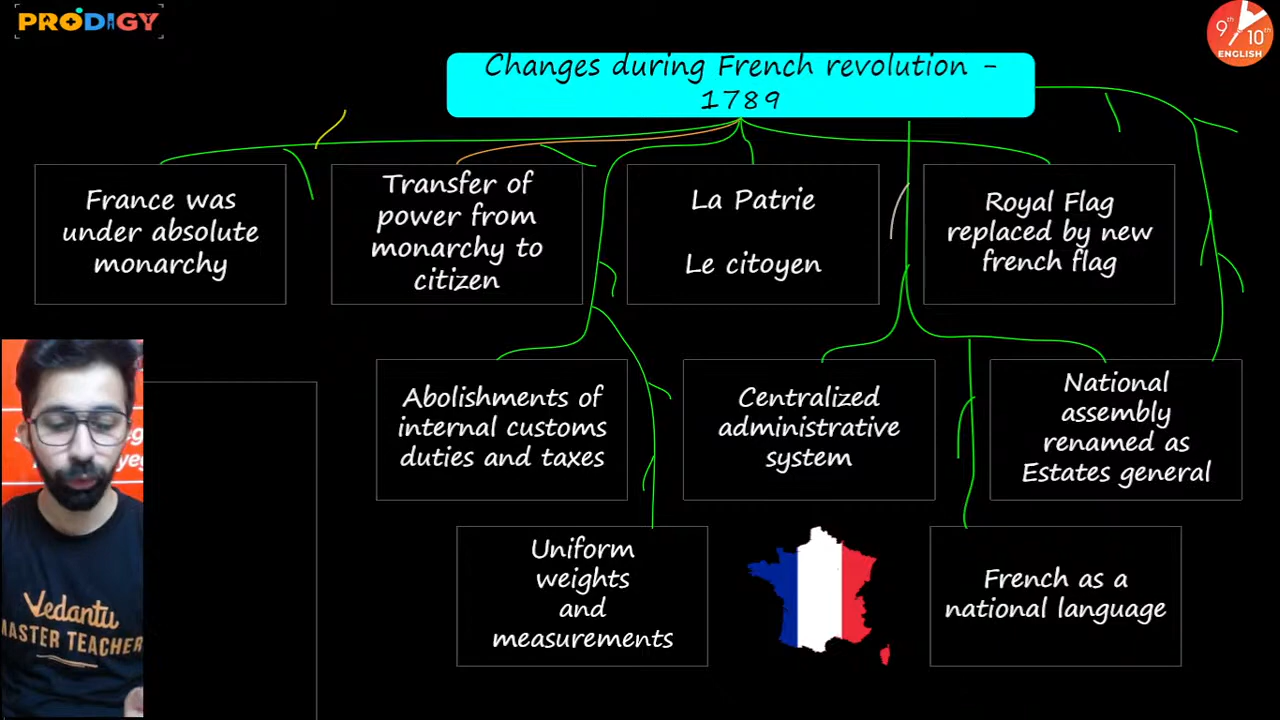 PRODIGY
9th
10th
ENGLISH
Changes during French revolution -
1789
France was
under absolute
monarchy
Transfer of
power from
monarchy to
citizen
La Patrie
Le citoyen
Royal Flag
replaced by new
french flag
Abolishments of
internal customs
duties and taxes
Centralized
administrative
system
National
assembly
renamed as
Estates general
Uniform
weights
and
measurements
French as a
national language
Vedantu
MASTER TEACHER